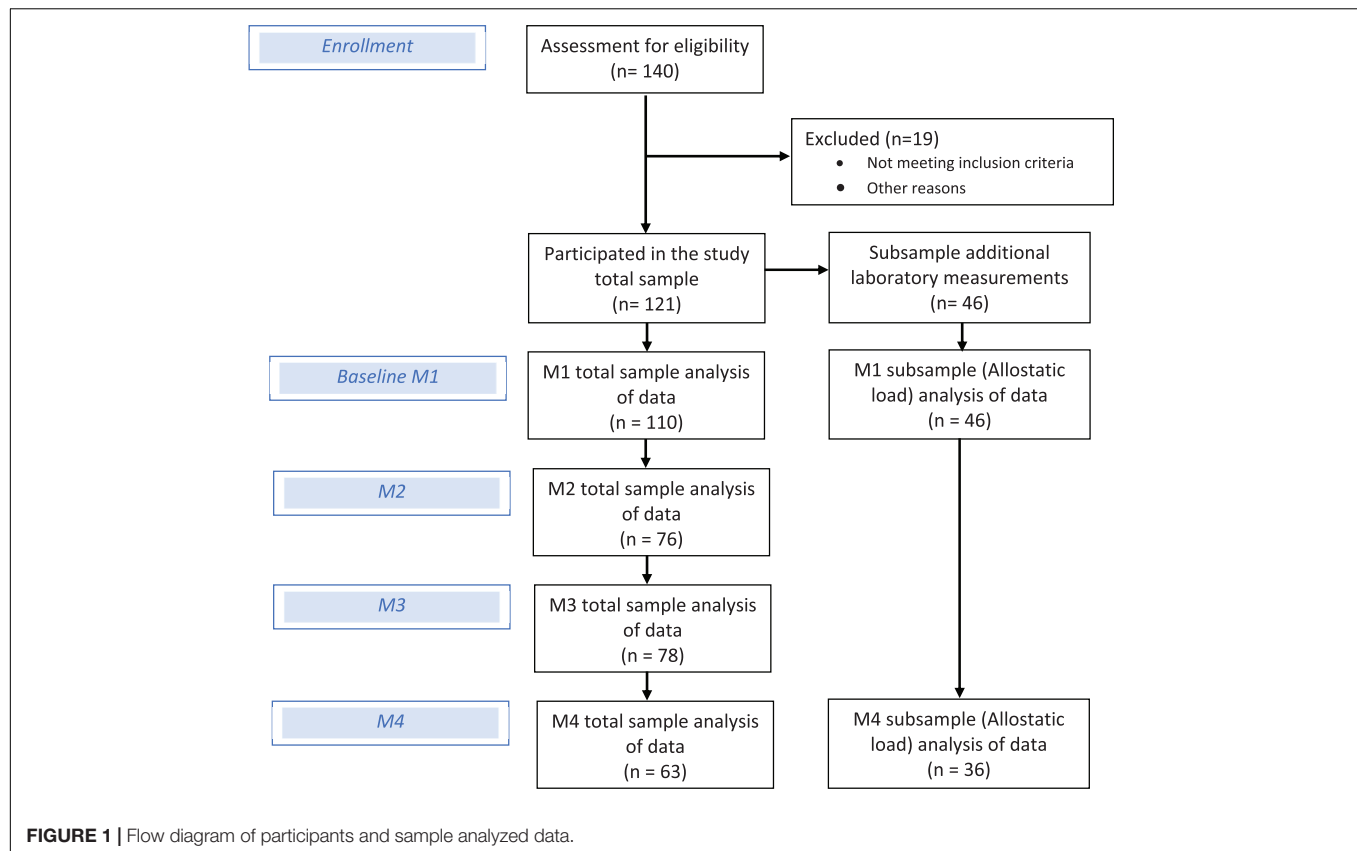 Enrollment
Assessment for eligibility
(n= 140)
Excluded (n=19)
• Not meeting inclusion criteria
• Other reasons
Participated in the study
total sample
(n= 121)
Subsample additional
laboratory measurements
(n= 46)
Baseline M1
M1 total sample analysis
of data
(n = 110)
M1 subsample (Allostatic
load) analysis of data
(n = 46)
M2
M2 total sample analysis
of data
(n = 76)
M3
M3 total sample analysis
of data
(n = 78)
M4
M4 total sample analysis
of data
(n = 63)
M4 subsample (Allostatic
load) analysis of data
(n = 36)
FIGURE 1 | Flow diagram of participants and sample analyzed data.